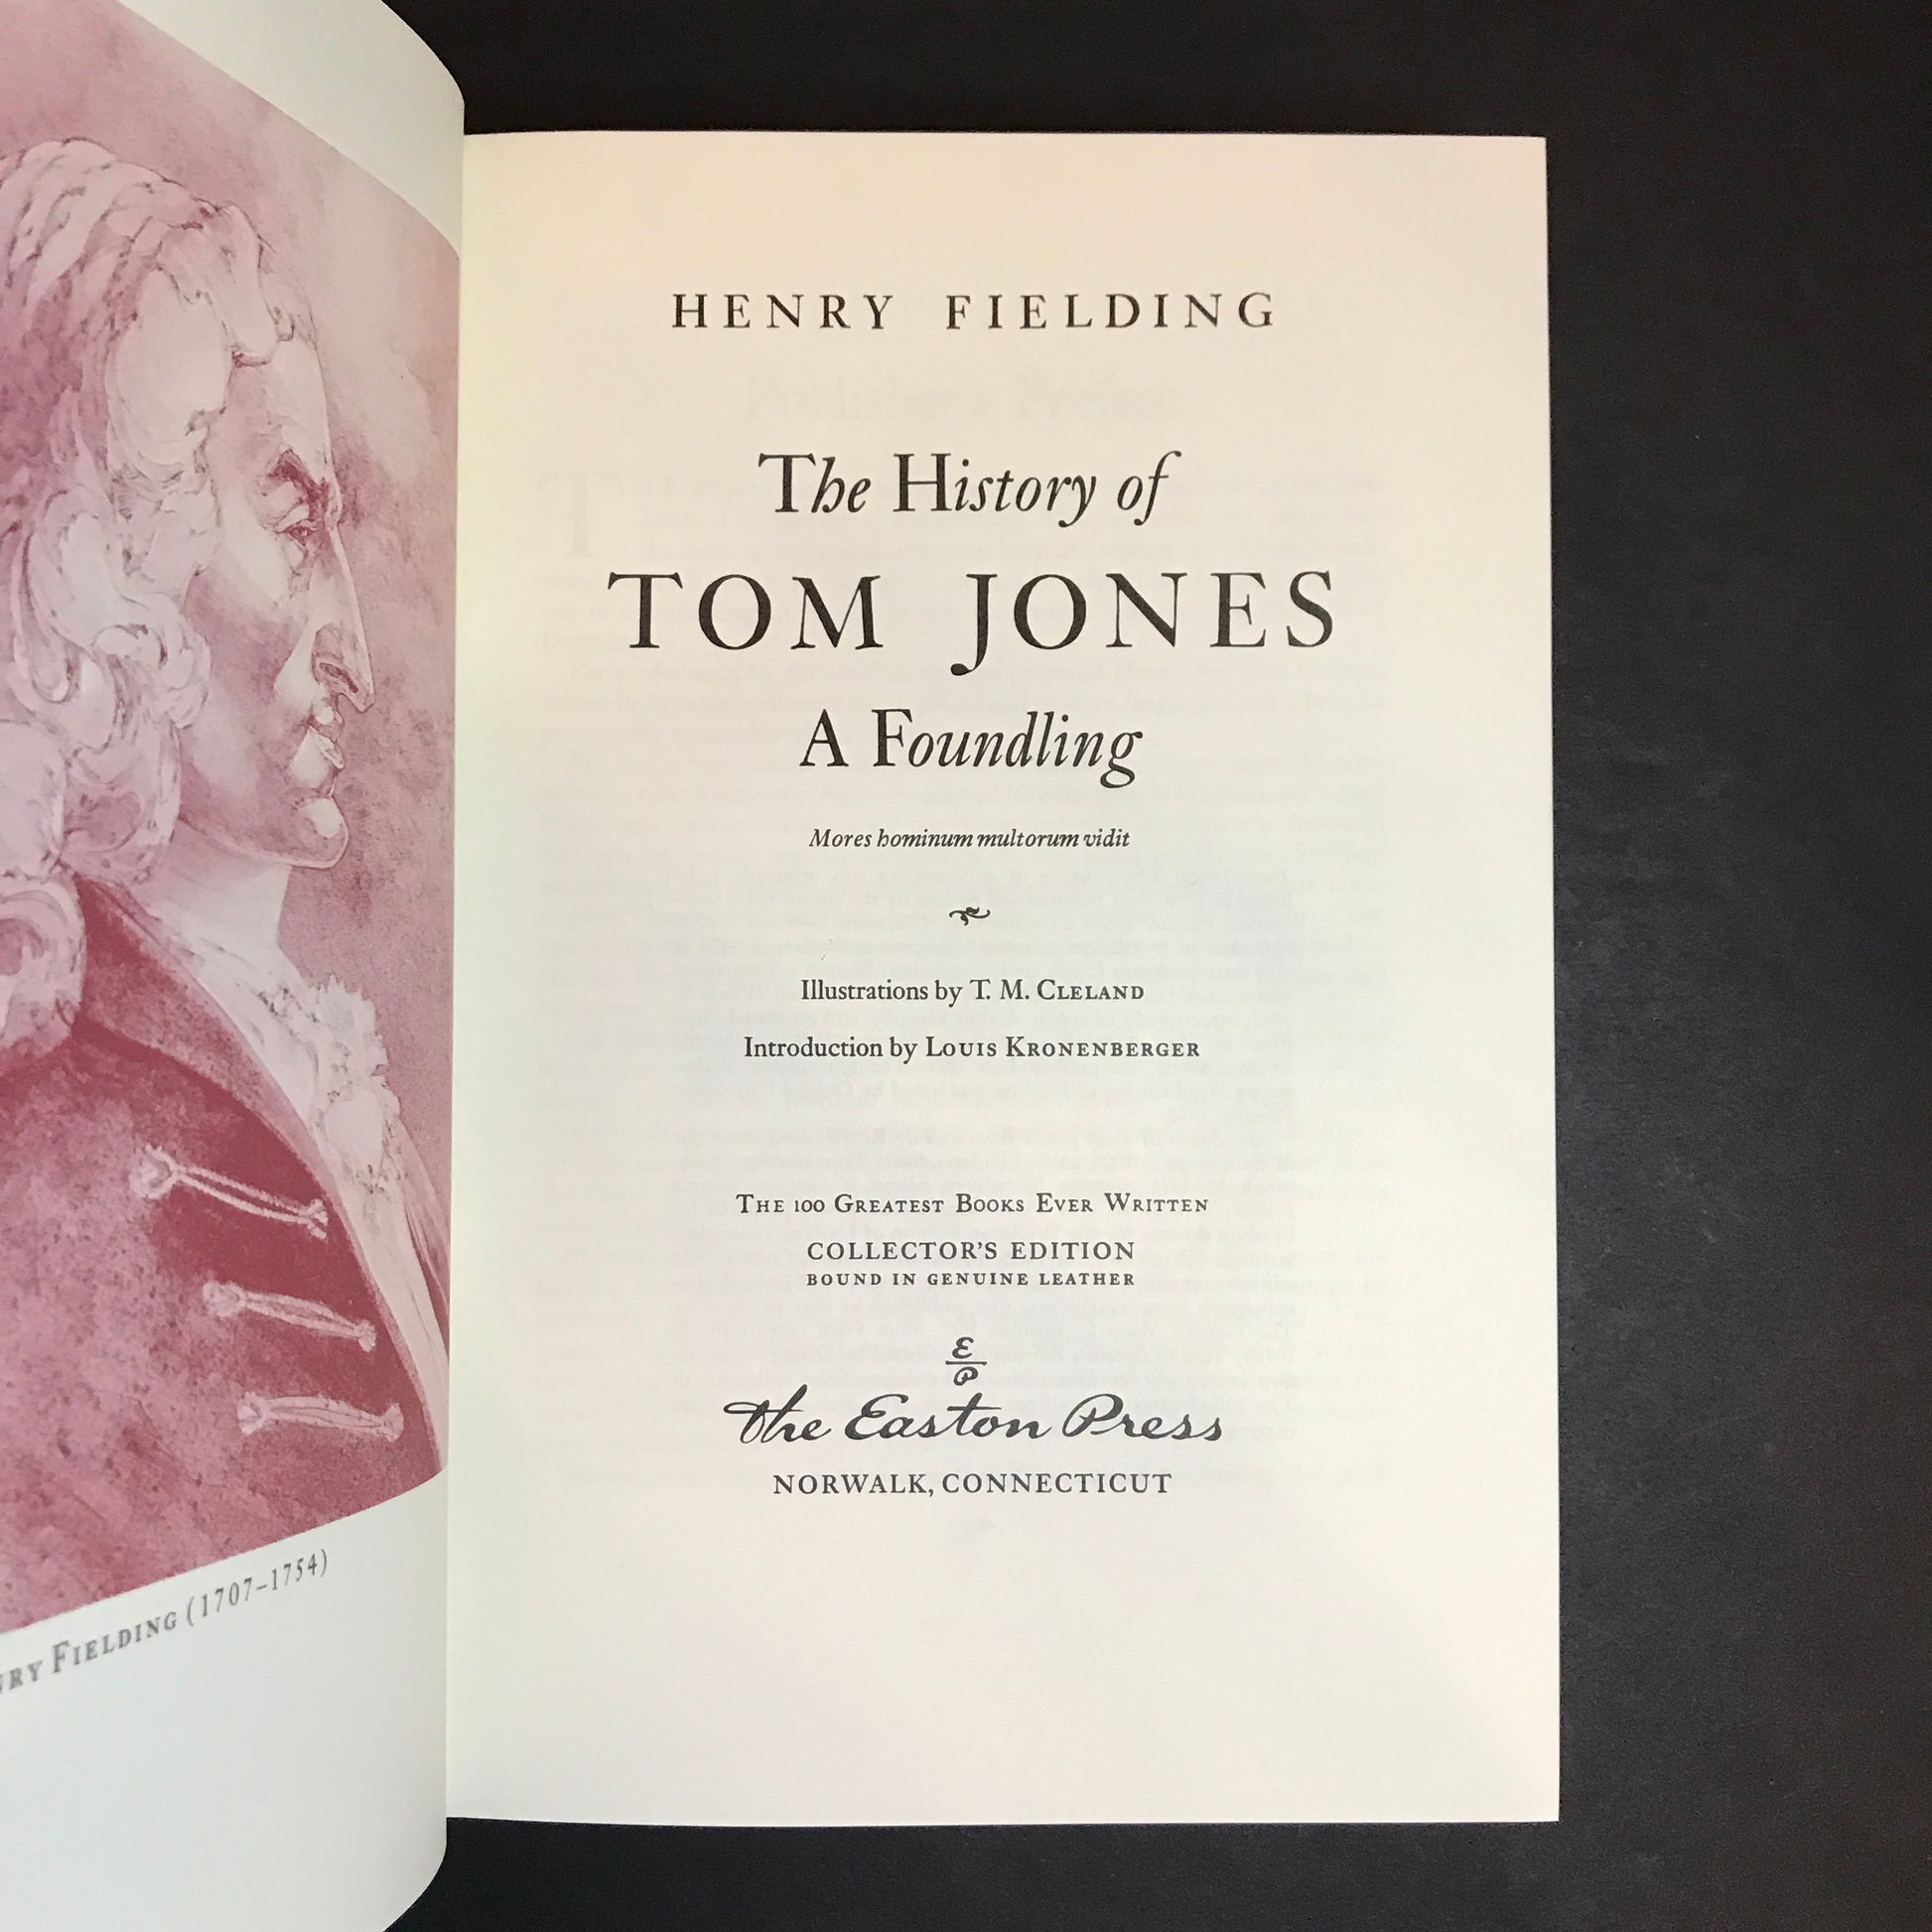 FIELDING (1707–1754)
HENRY FIELDING
The History of
TOM JONES
A Foundling
Mores hominum multorum vidit
Illustrations by T. M. CLELAND
Introduction by LOUIS KRONENBERGER
THE 100 GREATEST BOOKS EVER WRITTEN
COLLECTOR'S EDITION
BOUND IN GENUINE LEATHER
E
P
The Easton Press
NORWALK, CONNECTICUT